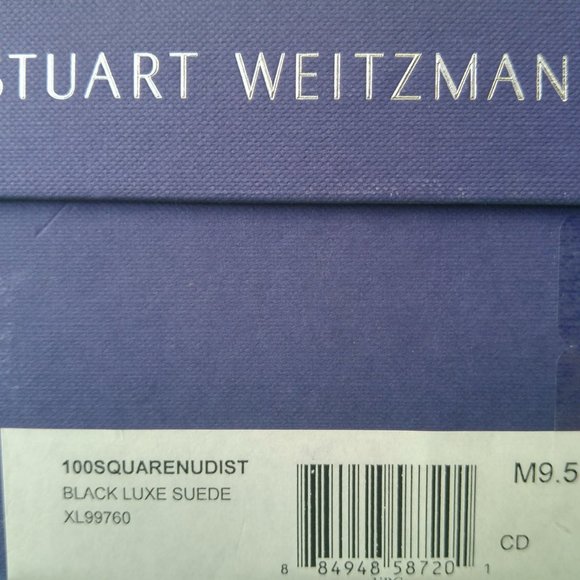 STUART WEITZMAN
100SQUARENUDIST
BLACK LUXE SUEDE
XL99760
M9.5
CD
8 84948 58720 1